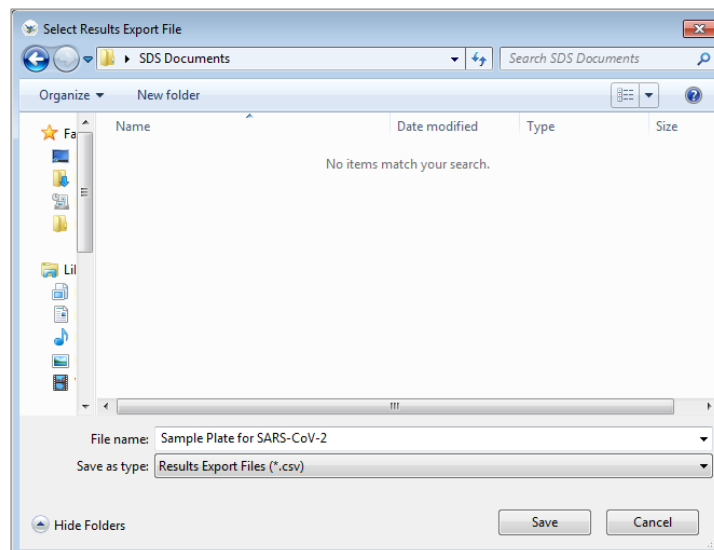 Select Results Export File
SDS Documents
Search SDS Documents
Organize New folder
Name Date modified Type Size
No items match your search.
Fa
Lil
File name: Sample Plate for SARS-CoV-2
Save as type: Results Export Files (*.csv)
Hide Folders Save Cancel